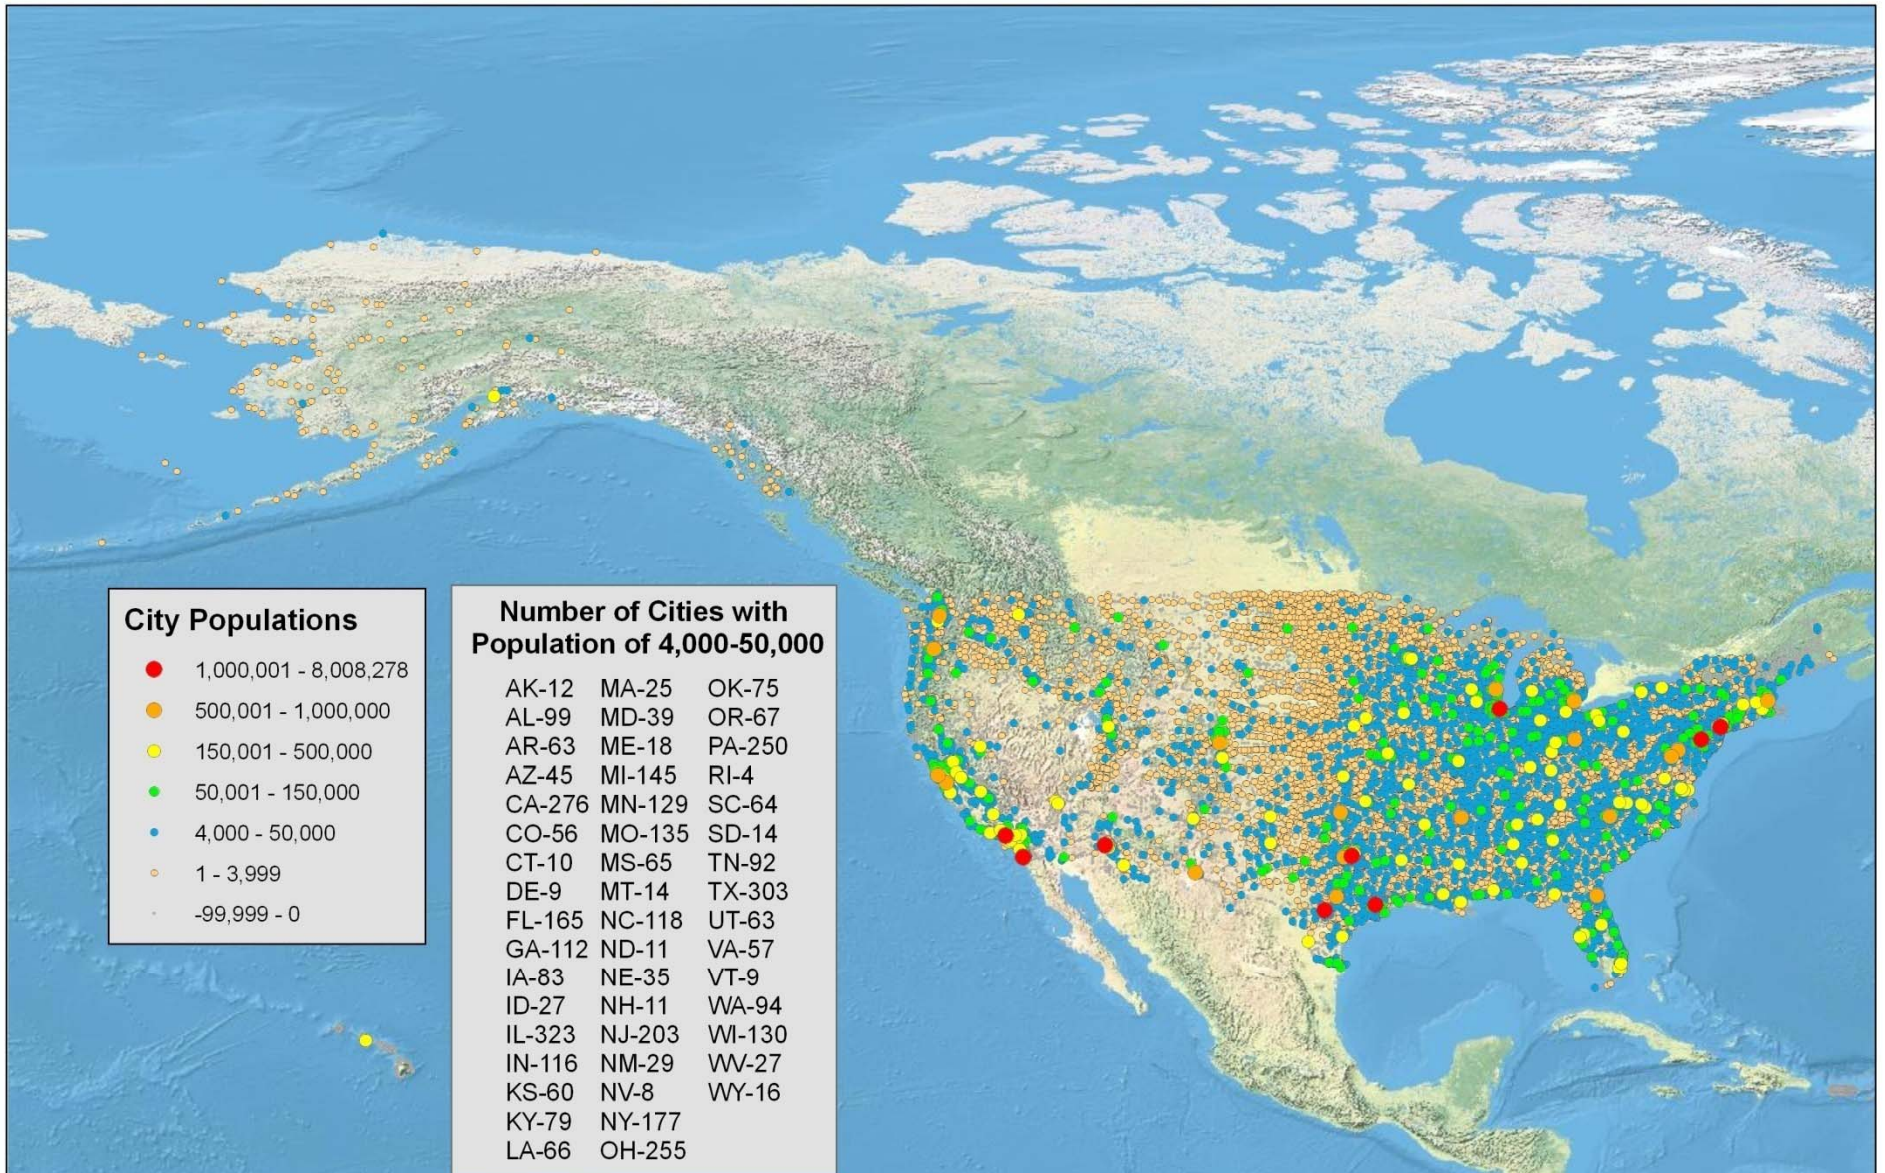 City Populations
1,000,001 - 8,008,278
500,001 - 1,000,000
150,001 - 500,000
50,001 - 150,000
4,000 - 50,000
1 - 3,999
-99,999 - 0
Number of Cities with
Population of 4,000-50,000
AK-12 MA-25 OK-75
AL-99 MD-39 OR-67
AR-63 ME-18 PA-250
AZ-45 MI-145 RI-4
CA-276 MN-129 SC-64
CO-56 MO-135 SD-14
CT-10 MS-65 TN-92
DE-9 MT-14 TX-303
FL-165 NC-118 UT-63
GA-112 ND-11 VA-57
IA-83 NE-35 VT-9
ID-27 NH-11 WA-94
IL-323 NJ-203 WI-130
IN-116 NM-29 WV-27
KS-60 NV-8 WY-16
KY-79 NY-177
LA-66 OH-255